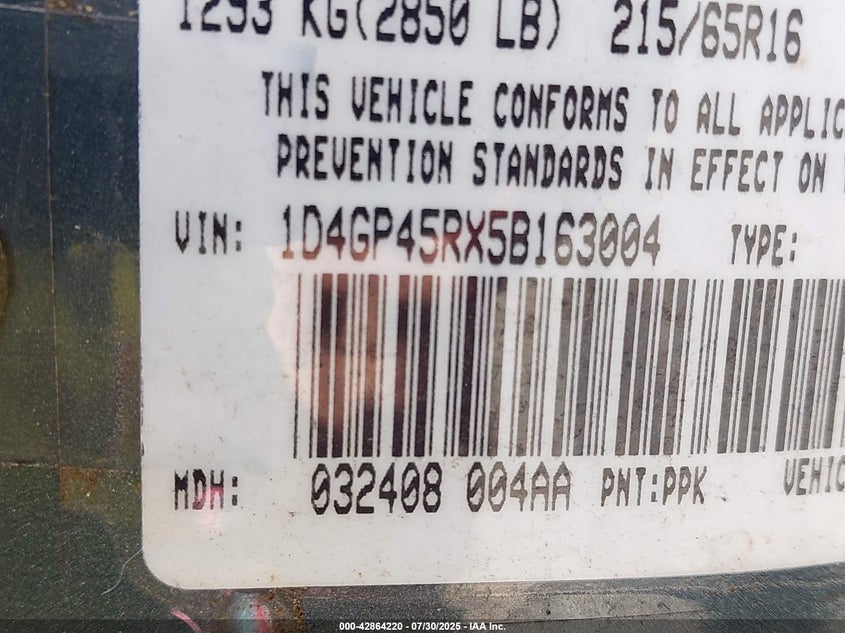 1293 KG(2850 LB) 215/65R16
THIS VEHICLE CONFORMS TO ALL APPLIC
PREVENTION STANDARDS IN EFFECT ON
VIN: 1D4GP45RX5B163004 TYPE:
MDH: 032408 004AA PNT:PPK VEHIC
000-42864220 - 07/30/2025 - IAA Inc.